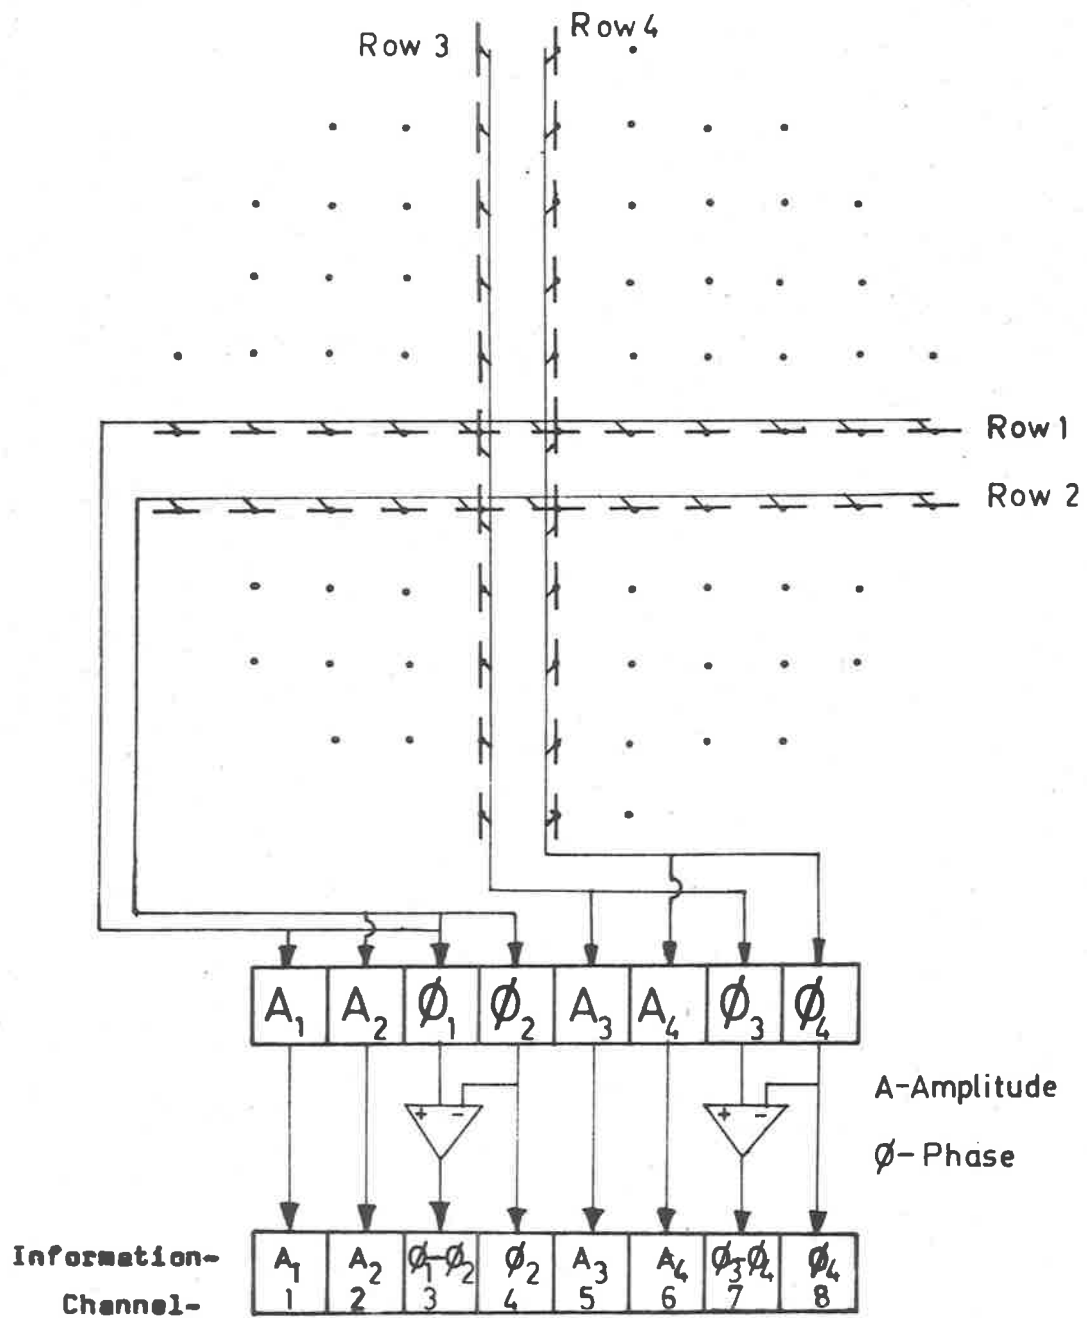 Row 3
Row 4
Row 1
Row 2
A₁ A₂ Ø₁ Ø₂ A₃ A₄ Ø₃ Ø₄
+ -
+ -
A-Amplitude
Ø-Phase
Information- A₁ A₂ Ø₁-Ø₂ Ø₂ A₃ A₄ Ø₃-Ø₄ Ø₄
Channel- 1 2 3 4 5 6 7 8